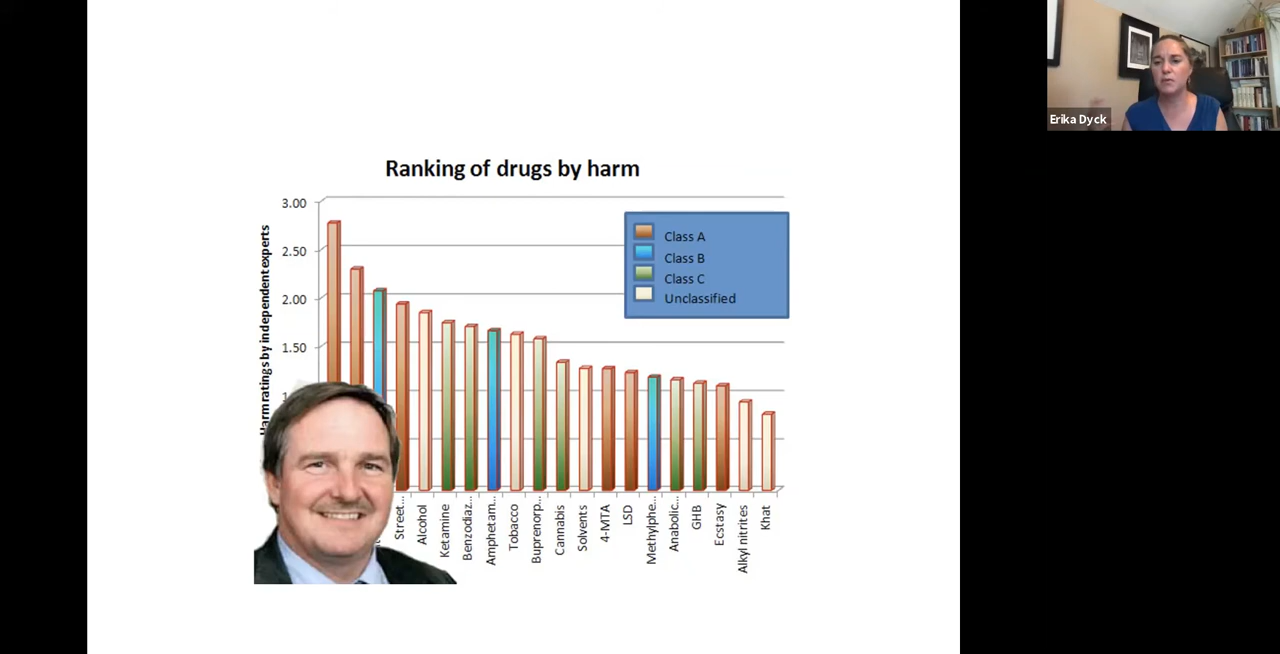 Erika Dyck
Ranking of drugs by harm
Harm ratings by independent experts
3.00
2.50
2.00
1.50
Class A
Class B
Class C
Unclassified
Street...
Alcohol
Ketamine
Benzodiaz...
Amphetam...
Tobacco
Buprenorp...
Cannabis
Solvents
4-MTA
LSD
Methylphe...
Anabolic...
GHB
Ecstasy
Alkyl nitrites
Khat